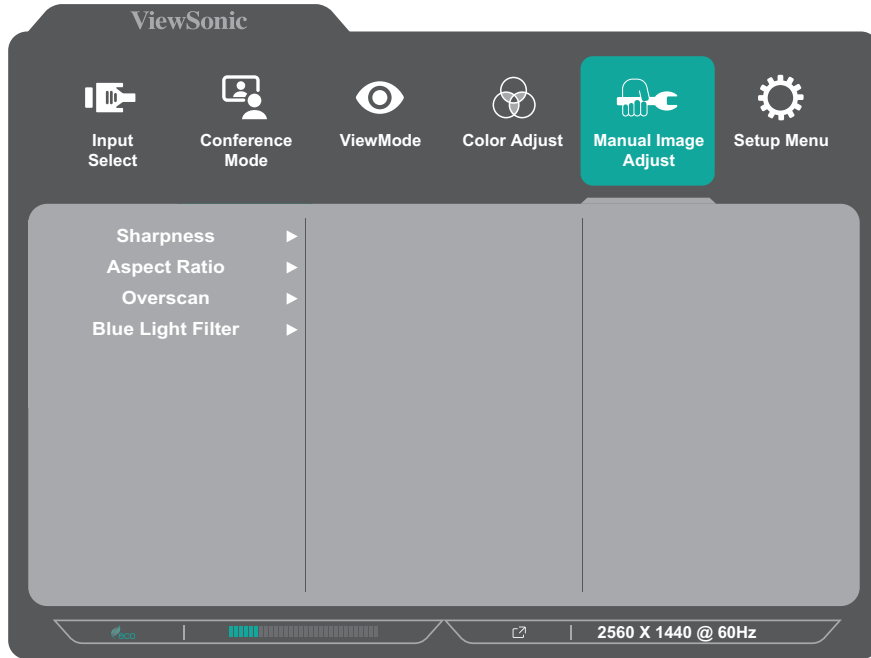 ViewSonic
Input
Select
Conference
Mode
ViewMode
Color Adjust
Manual Image
Adjust
Setup Menu
Sharpness
Aspect Ratio
Overscan
Blue Light Filter
eco
2560 X 1440 @ 60Hz